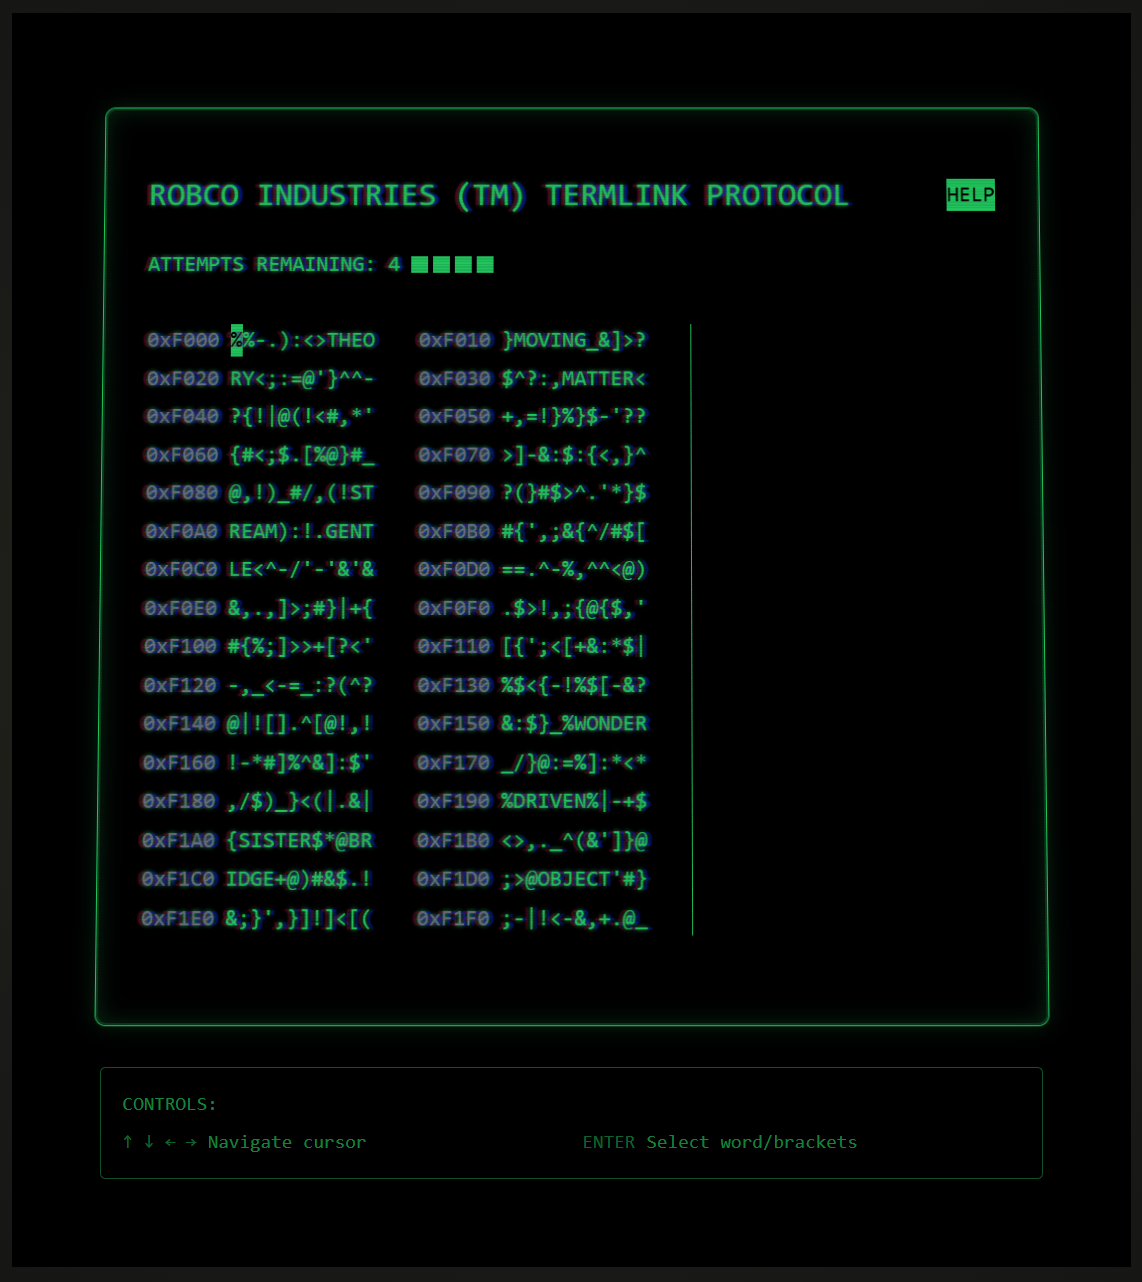 ROBCO INDUSTRIES (TM) TERMLINK PROTOCOL
HELP
ATTEMPTS REMAINING: 4
0xF000 %%-.):<>THEO 0xF010 }MOVING_&]>?
0xF020 RY<;:=@'}^^- 0xF030 $^?:,MATTER<
0xF040 ?{!|@(!<#,*' 0xF050 +,=!}%}$-'??
0xF060 {#<;$.[%@}#_ 0xF070 >]-&:$:{<,}^
0xF080 @,!)_#/,(!ST 0xF090 ?(}#$>^.'*}$
0xF0A0 REAM):!.GENT 0xF0B0 #{',;&{^/#$[
0xF0C0 LE<^-/'-'&'& 0xF0D0 ==.^-%,^^<@)
0xF0E0 &,.,]>;#}|+{ 0xF0F0 .$>!,;{@{$,'
0xF100 #{%;]>>+[?<' 0xF110 [{';<[+&:*$|
0xF120 -,_<-=_:?(^? 0xF130 %$<{-!%$[-&?
0xF140 @|![].^[@!,! 0xF150 &:$}_%WONDER
0xF160 !-*#]%^&]:$' 0xF170 _/}@:=%]:*<*
0xF180 ,/$)_}<(|.&| 0xF190 %DRIVEN%|-+$
0xF1A0 {SISTER$*@BR 0xF1B0 <>,._^(&']}@
0xF1C0 IDGE+@)#&$.! 0xF1D0 ;>@OBJECT'#}
0xF1E0 &;}',}]!]<[( 0xF1F0 ;-|!<-&,+.@_
CONTROLS:
↑ ↓ ← → Navigate cursor
ENTER Select word/brackets